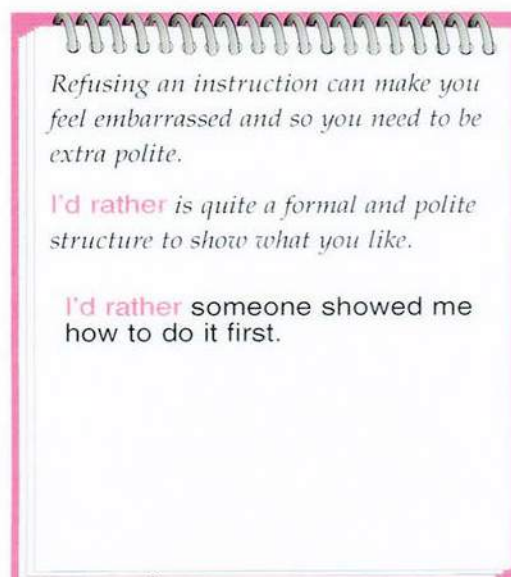 Refusing an instruction can make you
feel embarrassed and so you need to be
extra polite.
I'd rather is quite a formal and polite
structure to show what you like.
I'd rather someone showed me
how to do it first.